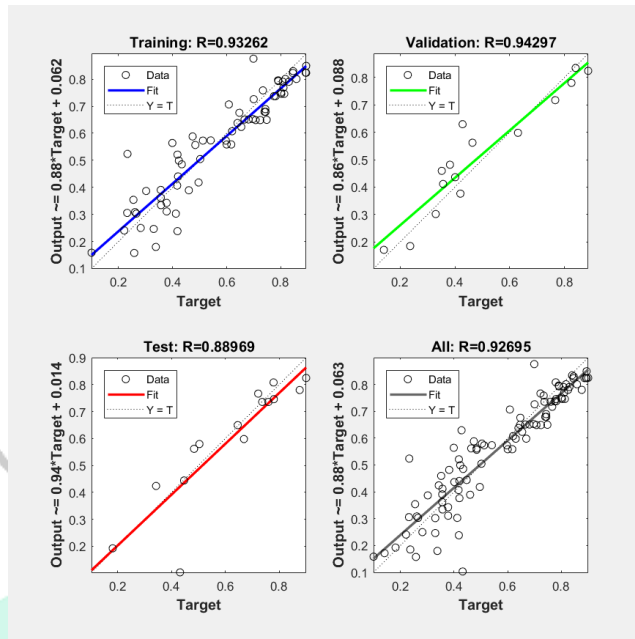 Training: R=0.93262
Output ~= 0.88*Target + 0.062
0.8
0.7
0.6
0.5
0.4
0.3
0.2
0.1
Data
Fit
Y = T
0.2 0.4 0.6 0.8
Target
Validation: R=0.94297
Output ~= 0.86*Target + 0.088
0.8
0.7
0.6
0.5
0.4
0.3
0.2
Data
Fit
Y = T
0.2 0.4 0.6 0.8
Target
Test: R=0.88969
Output ~= 0.94*Target + 0.014
0.9
0.8
0.7
0.6
0.5
0.4
0.3
0.2
Data
Fit
Y = T
0.2 0.4 0.6 0.8
Target
All: R=0.92695
Output ~= 0.88*Target + 0.063
0.8
0.7
0.6
0.5
0.4
0.3
0.2
0.1
Data
Fit
Y = T
0.2 0.4 0.6 0.8
Target